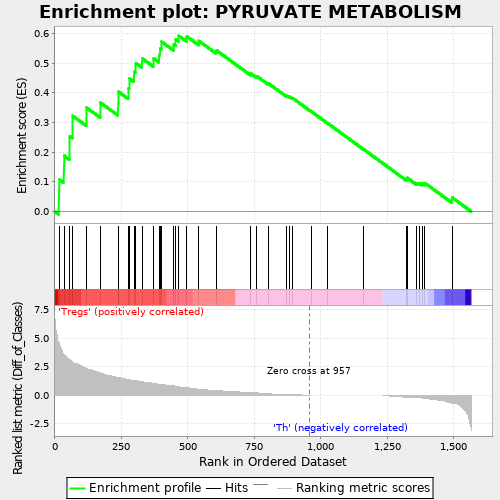 Enrichment plot: PYRUVATE METABOLISM
Enrichment score (ES)
0.6
0.5
0.4
0.3
0.2
0.1
0.0
'Tregs' (positively correlated)
Ranked list metric (Diff_of_Classes)
7.5
5.0
2.5
0.0
-2.5
Zero cross at 957
'Th' (negatively correlated)
0 250 500 750 1,000 1,250 1,500
Rank in Ordered Dataset
Enrichment profile Hits Ranking metric scores